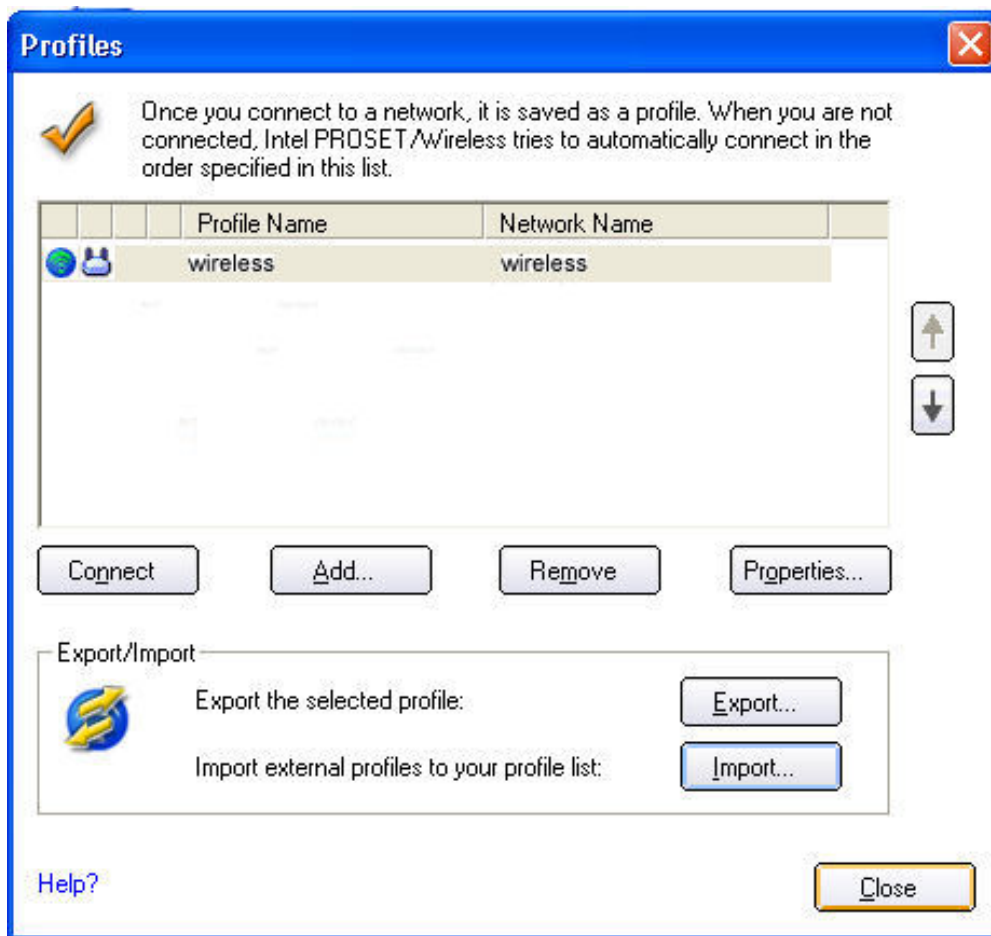 Profiles
Once you connect to a network, it is saved as a profile. When you are not
connected, Intel PROSET/Wireless tries to automatically connect in the
order specified in this list.
Profile Name Network Name
wireless wireless
Connect Add... Remove Properties...
Export/Import
Export the selected profile: Export...
Import external profiles to your profile list: Import...
Help? Close